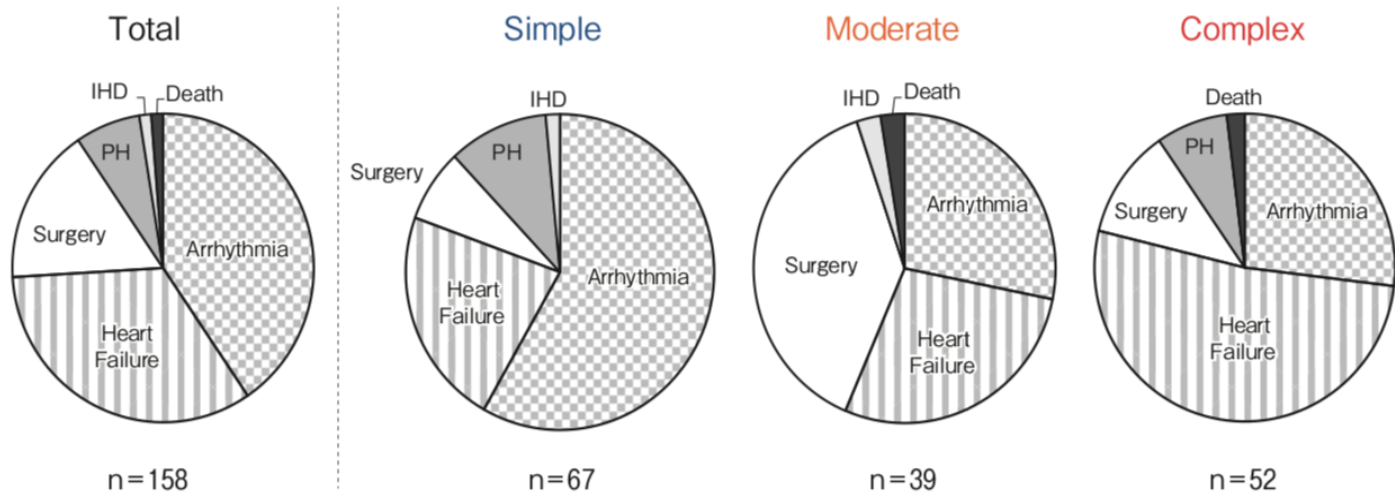 Total
IHD
Death
PH
Surgery
Arrhythmia
Heart
Failure
n=158
Simple
IHD
PH
Surgery
Arrhythmia
Heart
Failure
n=67
Moderate
IHD
Death
Arrhythmia
Surgery
Heart
Failure
n=39
Complex
Death
PH
Surgery
Arrhythmia
Heart
Failure
n=52